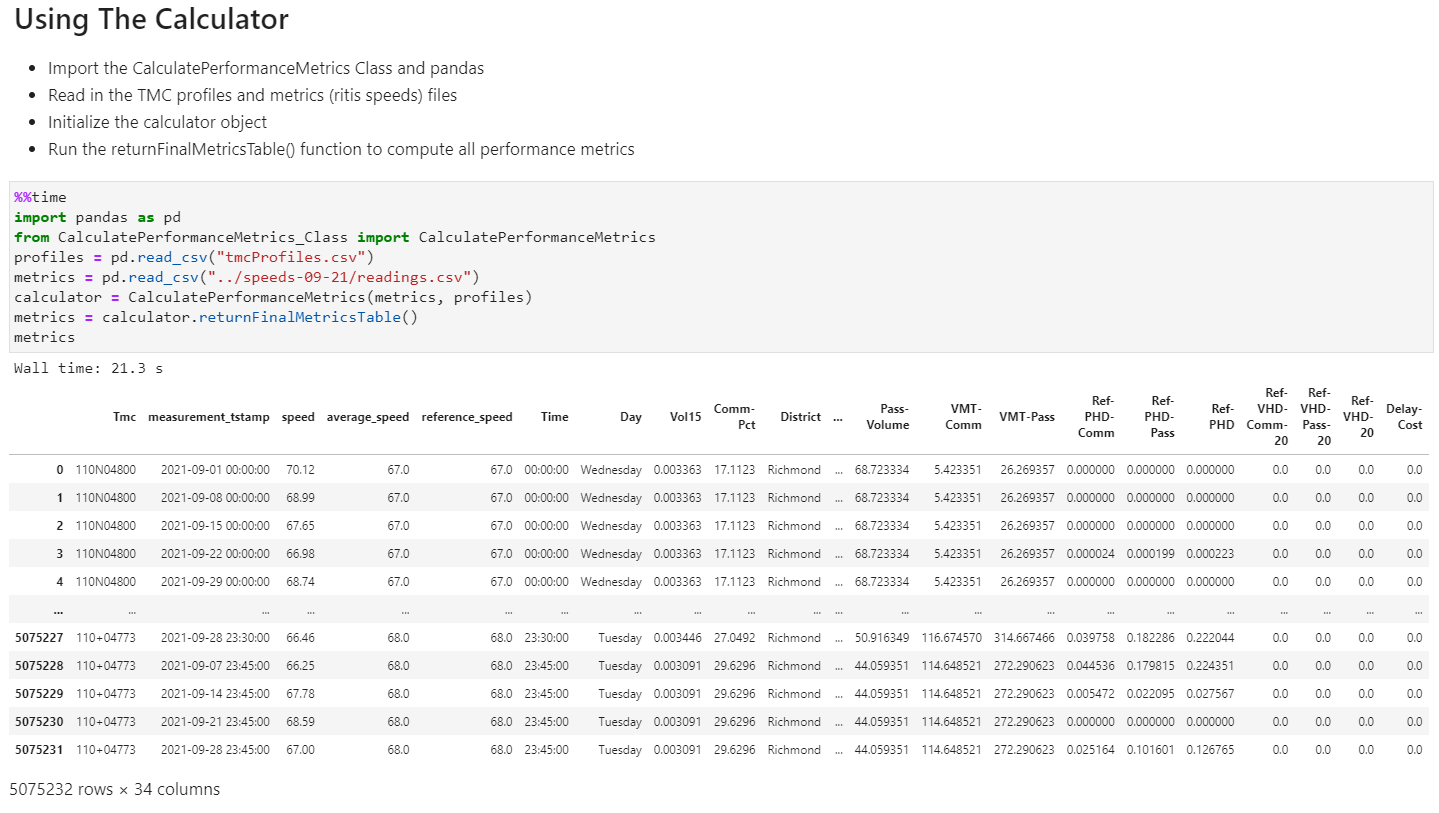 Using The Calculator
• Import the CalculatePerformanceMetrics Class and pandas
• Read in the TMC profiles and metrics (ritis speeds) files
• Initialize the calculator object
• Run the returnFinalMetricsTable() function to compute all performance metrics
%%time
import pandas as pd
from CalculatePerformanceMetrics_Class import CalculatePerformanceMetrics
profiles = pd.read_csv("tmcProfiles.csv")
metrics = pd.read_csv("../speeds-09-21/readings.csv")
calculator = CalculatePerformanceMetrics(metrics, profiles)
metrics = calculator.returnFinalMetricsTable()
metrics
Wall time: 21.3 s
Tmc measurement_tstamp speed average_speed reference_speed Time Day Vol15 Comm-Pct District ... Pass-Volume VMT-Comm VMT-Pass Ref-PHD-Comm Ref-PHD-Pass Ref-PHD Ref-VHD-Comm-20 Ref-VHD-Pass-20 Ref-VHD-20 Delay-Cost
0 110N04800 2021-09-01 00:00:00 70.12 67.0 67.0 00:00:00 Wednesday 0.003363 17.1123 Richmond ... 68.723334 5.423351 26.269357 0.000000 0.000000 0.000000 0.0 0.0 0.0 0.0
1 110N04800 2021-09-08 00:00:00 68.99 67.0 67.0 00:00:00 Wednesday 0.003363 17.1123 Richmond ... 68.723334 5.423351 26.269357 0.000000 0.000000 0.000000 0.0 0.0 0.0 0.0
2 110N04800 2021-09-15 00:00:00 67.65 67.0 67.0 00:00:00 Wednesday 0.003363 17.1123 Richmond ... 68.723334 5.423351 26.269357 0.000000 0.000000 0.000000 0.0 0.0 0.0 0.0
3 110N04800 2021-09-22 00:00:00 66.98 67.0 67.0 00:00:00 Wednesday 0.003363 17.1123 Richmond ... 68.723334 5.423351 26.269357 0.000024 0.000199 0.000223 0.0 0.0 0.0 0.0
4 110N04800 2021-09-29 00:00:00 68.74 67.0 67.0 00:00:00 Wednesday 0.003363 17.1123 Richmond ... 68.723334 5.423351 26.269357 0.000000 0.000000 0.000000 0.0 0.0 0.0 0.0
... ... ... ... ... ... ... ... ... ... ... ... ... ... ... ... ... ... ... ... ... ...
5075227 110+04773 2021-09-28 23:30:00 66.46 68.0 68.0 23:30:00 Tuesday 0.003446 27.0492 Richmond ... 50.916349 116.674570 314.667466 0.039758 0.182286 0.222044 0.0 0.0 0.0 0.0
5075228 110+04773 2021-09-07 23:45:00 66.25 68.0 68.0 23:45:00 Tuesday 0.003091 29.6296 Richmond ... 44.059351 114.648521 272.290623 0.044536 0.179815 0.224351 0.0 0.0 0.0 0.0
5075229 110+04773 2021-09-14 23:45:00 67.78 68.0 68.0 23:45:00 Tuesday 0.003091 29.6296 Richmond ... 44.059351 114.648521 272.290623 0.005472 0.022095 0.027567 0.0 0.0 0.0 0.0
5075230 110+04773 2021-09-21 23:45:00 68.59 68.0 68.0 23:45:00 Tuesday 0.003091 29.6296 Richmond ... 44.059351 114.648521 272.290623 0.000000 0.000000 0.000000 0.0 0.0 0.0 0.0
5075231 110+04773 2021-09-28 23:45:00 67.00 68.0 68.0 23:45:00 Tuesday 0.003091 29.6296 Richmond ... 44.059351 114.648521 272.290623 0.025164 0.101601 0.126765 0.0 0.0 0.0 0.0
5075232 rows × 34 columns